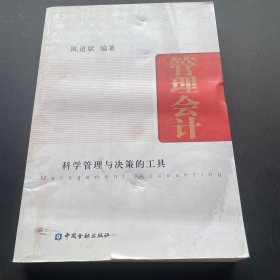 陈道斌 编著
管理会计
科学管理与决策的工具
Management Accounting
中国金融出版社